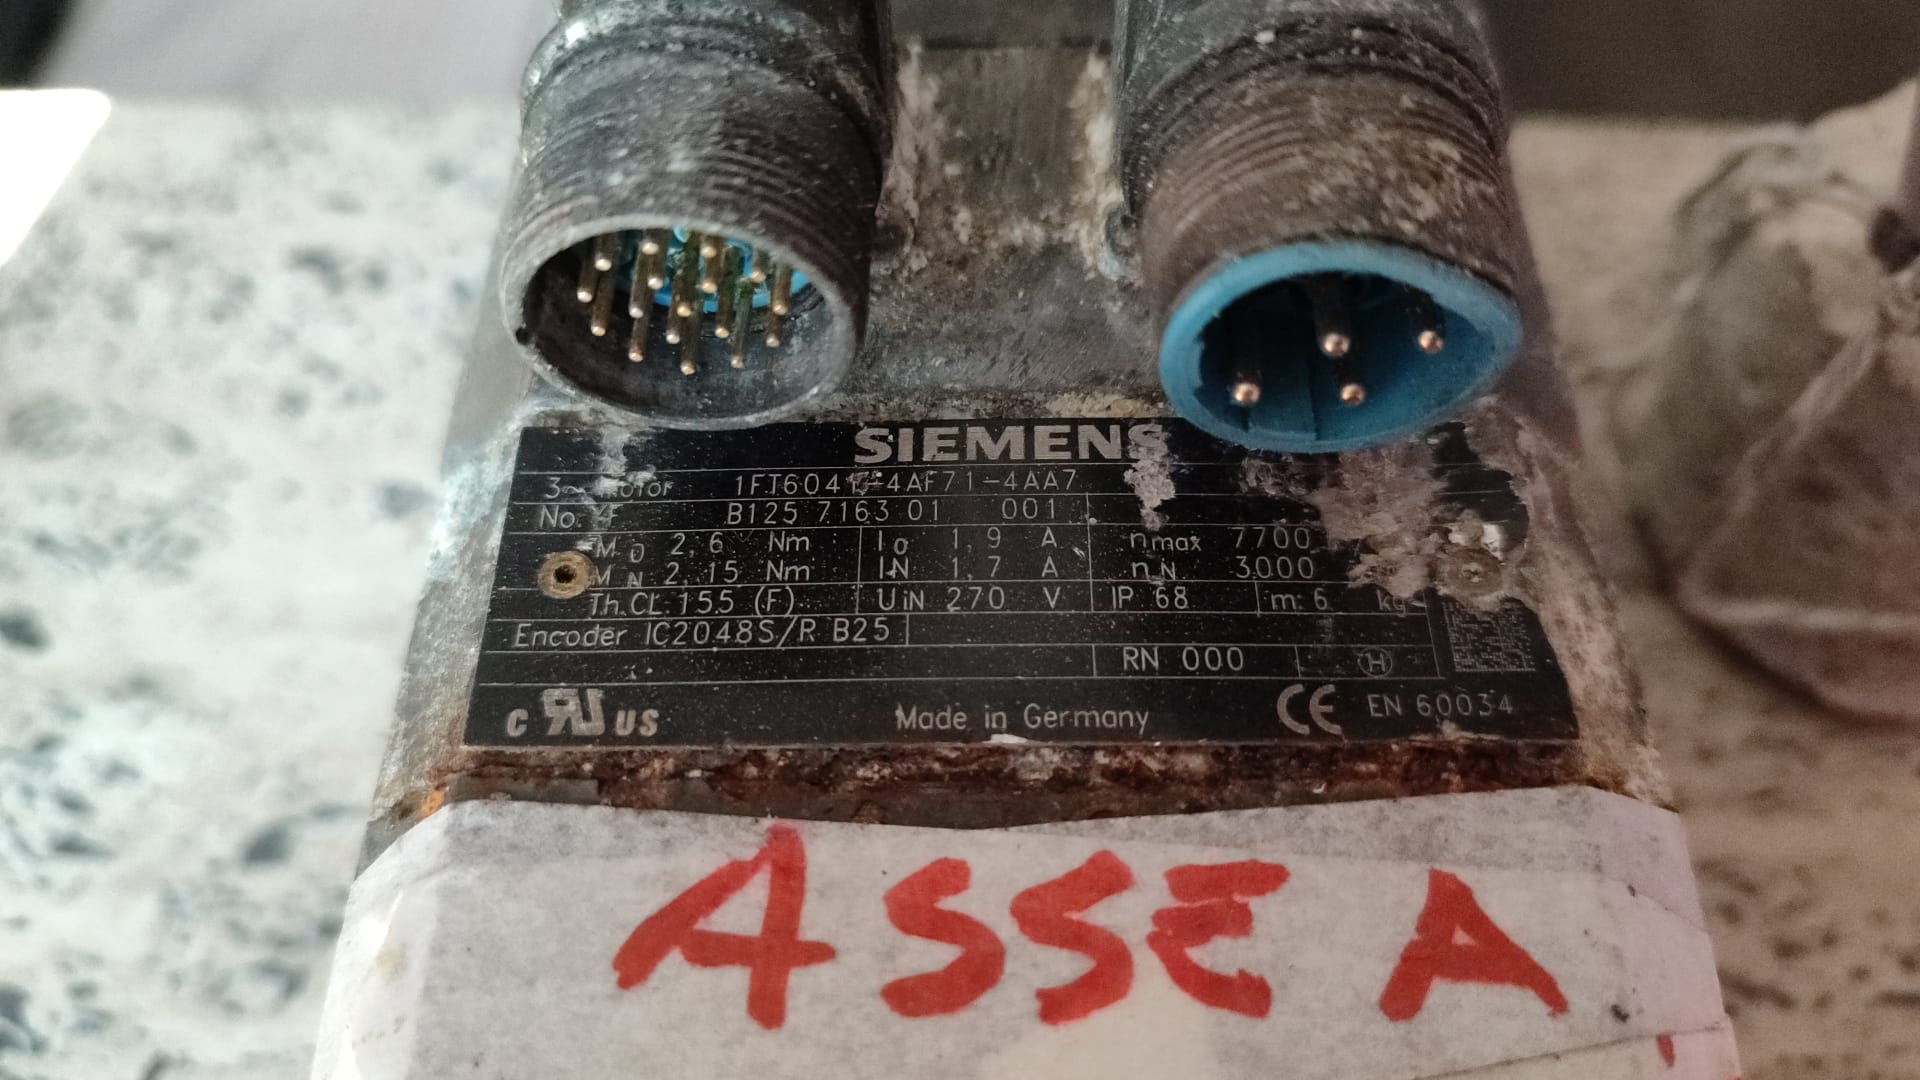 SIEMENS
3~ Motor 1FT6041-4AF71-4AA7
No. YF B125 7163 01 001
M0 2,6 Nm I0 1,9 A nmax 7700
MN 2,15 Nm IN 1,7 A nN 3000
Th.Cl. 155 (F) UiN 270 V IP 68 m: 6 kg
Encoder IC2048S/R B25
RN 000 H
c RU US Made in Germany CE EN 60034
ASSE A